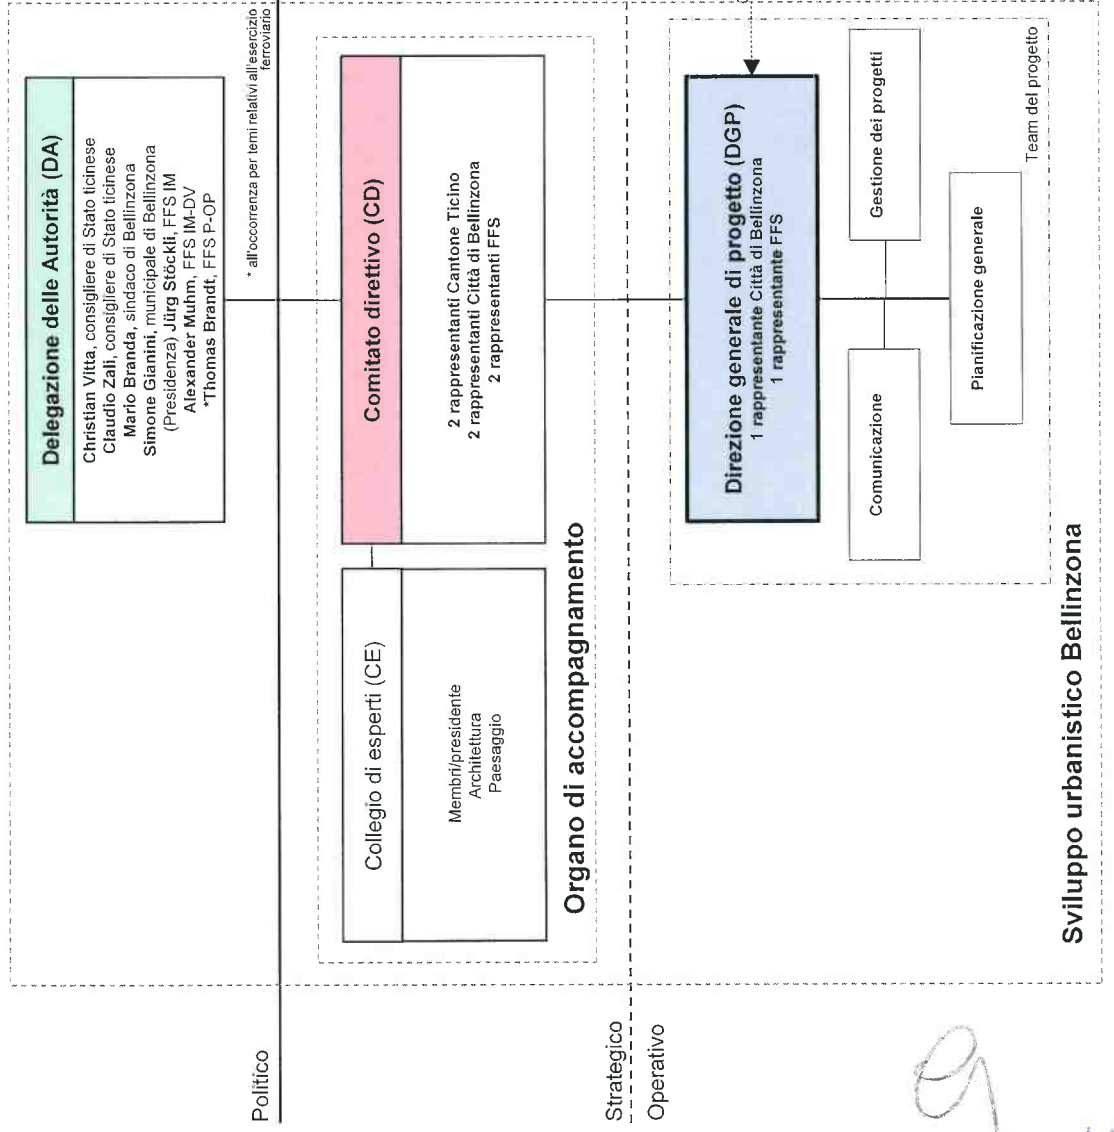 Politico
Delegazione delle Autorità (DA)
Christian Vitta, consigliere di Stato ticinese
Claudio Zali, consigliere di Stato ticinese
Mario Branda, sindaco di Bellinzona
Simone Gianini, municipale di Bellinzona
(Presidenza) Jürg Stöckli, FFS IM
Alexander Muhm, FFS IM-DV
*Thomas Brandt, FFS P-OP
* all'occorrenza per temi relativi all'esercizio
ferroviario
Strategico
Collegio di esperti (CE)
Membri/presidente
Architettura
Paesaggio
Comitato direttivo (CD)
2 rappresentanti Cantone Ticino
2 rappresentanti Città di Bellinzona
2 rappresentanti FFS
Organo di accompagnamento
Operativo
Direzione generale di progetto (DGP)
1 rappresentante Città di Bellinzona
1 rappresentante FFS
Comunicazione
Gestione dei progetti
Pianificazione generale
Team del progetto
Sviluppo urbanistico Bellinzona